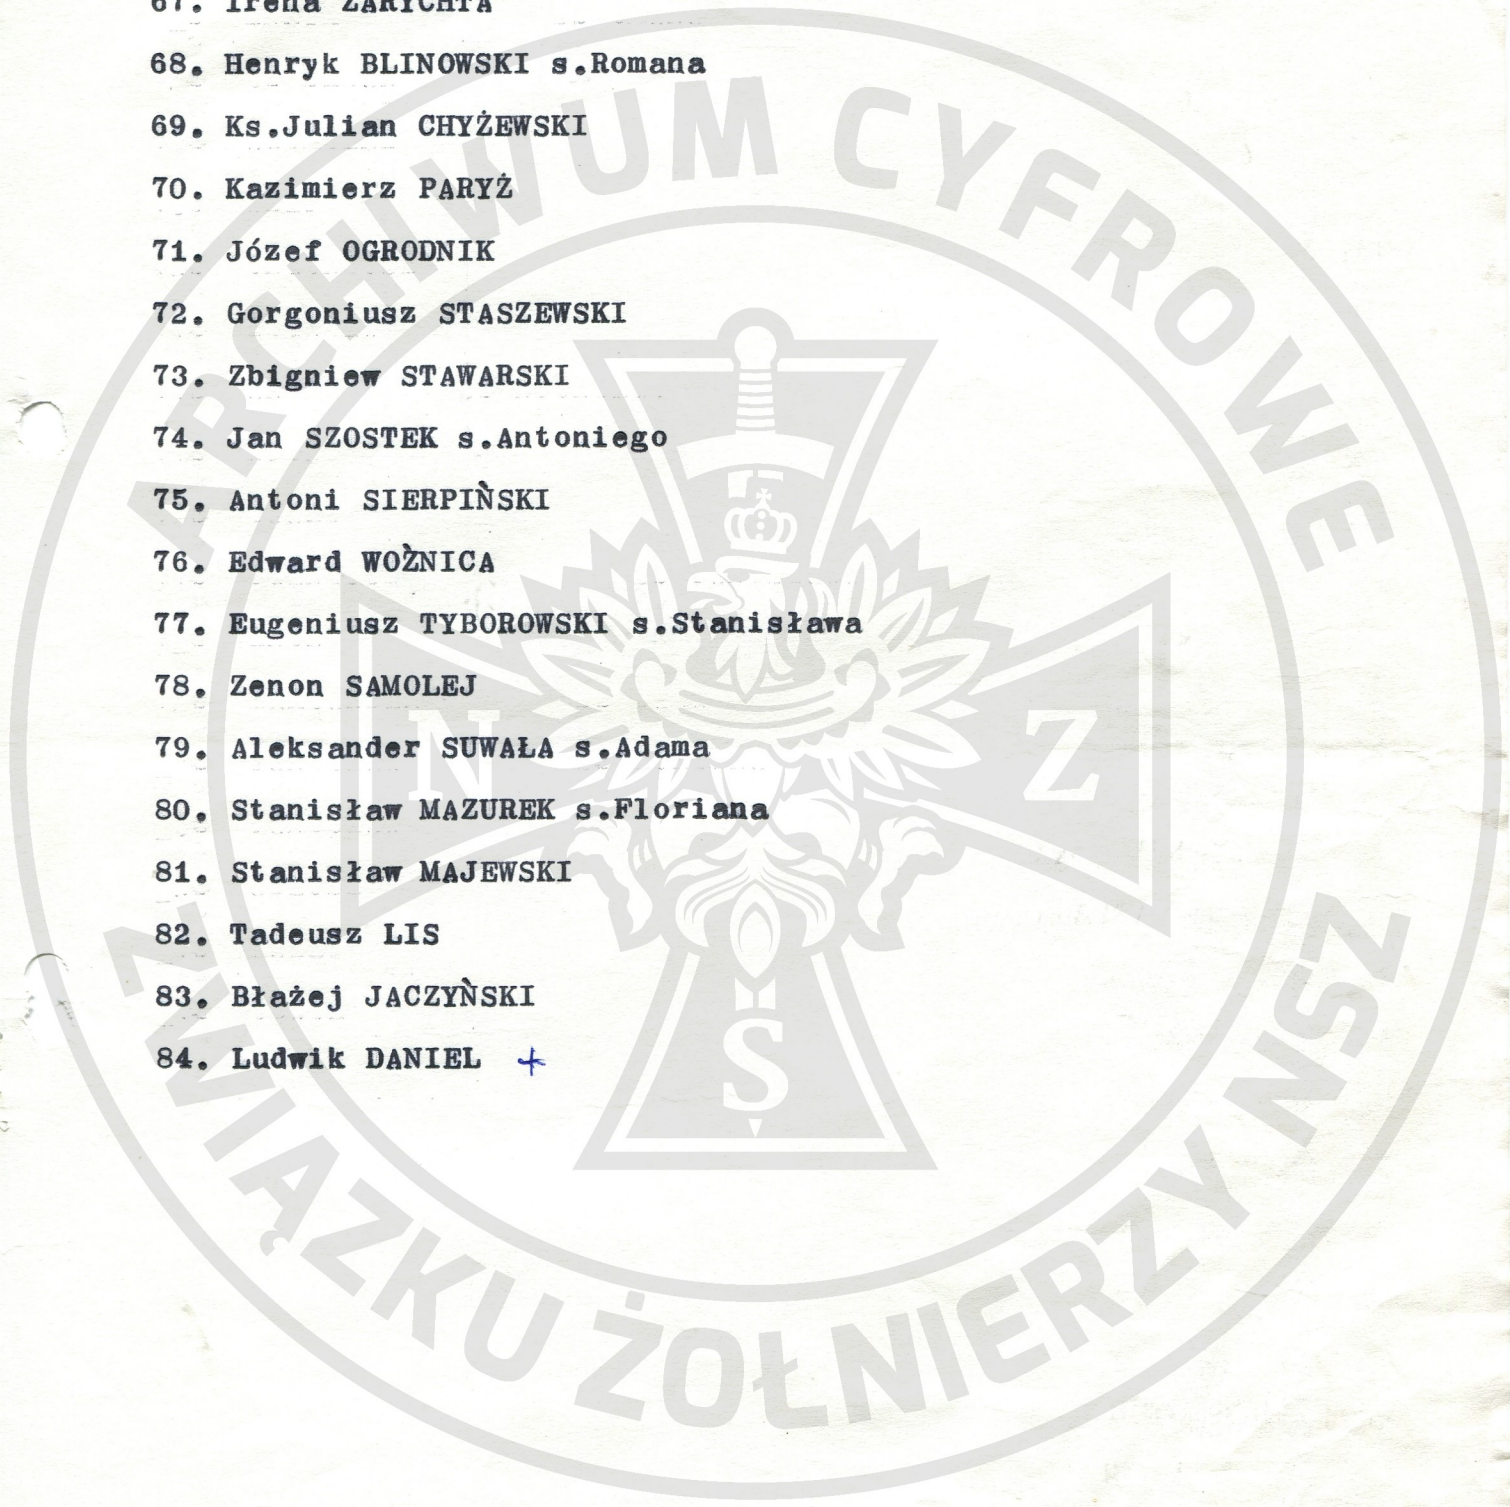 67. Irena ZARYCHTA
68. Henryk BLINOWSKI s.Romana
69. Ks.Julian CHYŻEWSKI
70. Kazimierz PARYŻ
71. Józef OGRODNIK
72. Gorgoniusz STASZEWSKI
73. Zbigniew STAWARSKI
74. Jan SZOSTEK s.Antoniego
75. Antoni SIERPIǸSKI
76. Edward WOŹNICA
77. Eugeniusz TYBOROWSKI s.Stanisława
78. Zenon SAMOLEJ
79. Aleksander SUWAŁA s.Adama
80. Stanisław MAZUREK s.Floriana
81. Stanisław MAJEWSKI
82. Tadeusz LIS
83. Błażej JACZYǸSKI
84. Ludwik DANIEL +
ARCHIWUM CYFROWE
ZWIĄZKU ŻOŁNIERZY NSZ
N
Z
S